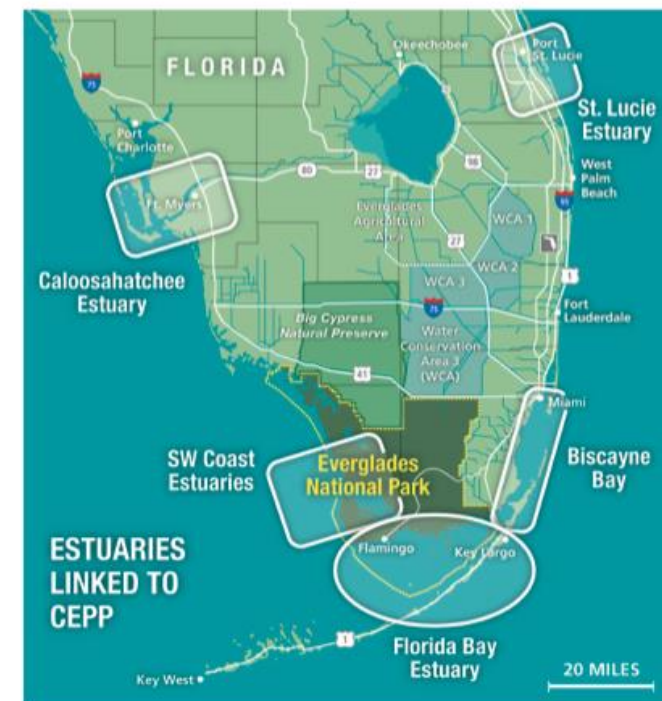 Okeechobee
Port
St. Lucie
FLORIDA
75
St. Lucie
Estuary
Port
Charlotte
80
27
98
West
Palm
Beach
Ft. Myers
95
Everglades
Agricultural
Area
WCA 1
27
WCA 2
1
Caloosahatchee
Estuary
WCA 3
75
Fort
Lauderdale
Big Cypress
Natural Preserve
Water
Conservation
Area 3
(WCA)
41
Miami
SW Coast
Estuaries
Everglades
National Park
Biscayne
Bay
Flamingo
Key Largo
ESTUARIES
LINKED TO
CEPP
1
Florida Bay
Estuary
Key West
20 MILES